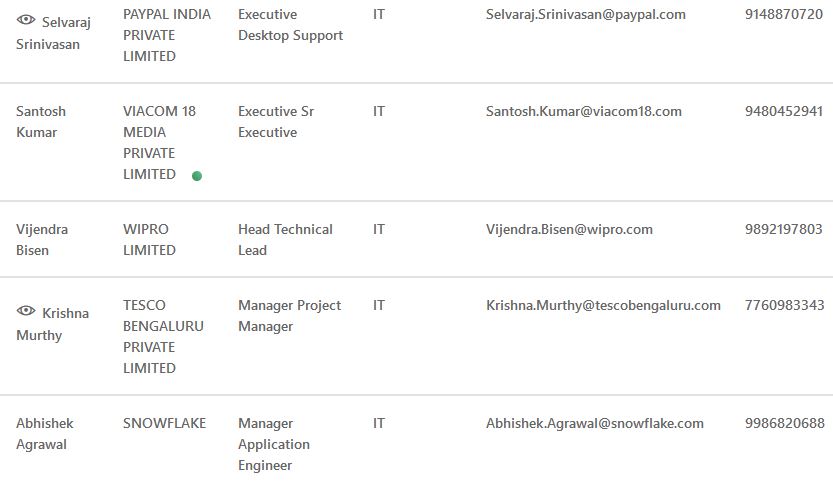 Selvaraj Srinivasan PAYPAL INDIA PRIVATE LIMITED Executive Desktop Support IT Selvaraj.Srinivasan@paypal.com 9148870720
Santosh Kumar VIACOM 18 MEDIA PRIVATE LIMITED Executive Sr Executive IT Santosh.Kumar@viacom18.com 9480452941
Vijendra Bisen WIPRO LIMITED Head Technical Lead IT Vijendra.Bisen@wipro.com 9892197803
Krishna Murthy TESCO BENGALURU PRIVATE LIMITED Manager Project Manager IT Krishna.Murthy@tescobengaluru.com 7760983343
Abhishek Agrawal SNOWFLAKE Manager Application Engineer IT Abhishek.Agrawal@snowflake.com 9986820688